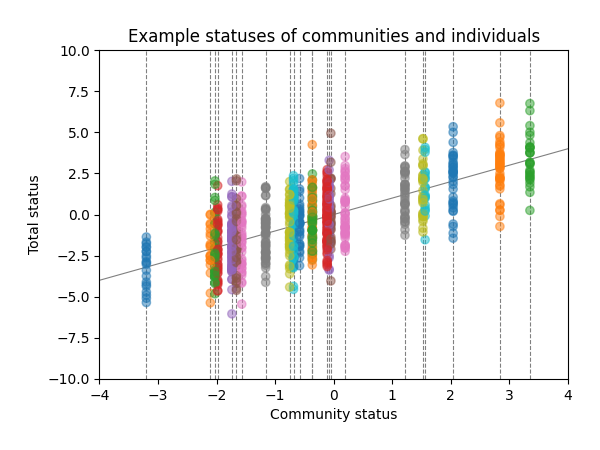 Example statuses of communities and individuals
10.0
7.5
5.0
2.5
0.0
−2.5
−5.0
−7.5
−10.0
Total status
−4 −3 −2 −1 0 1 2 3 4
Community status